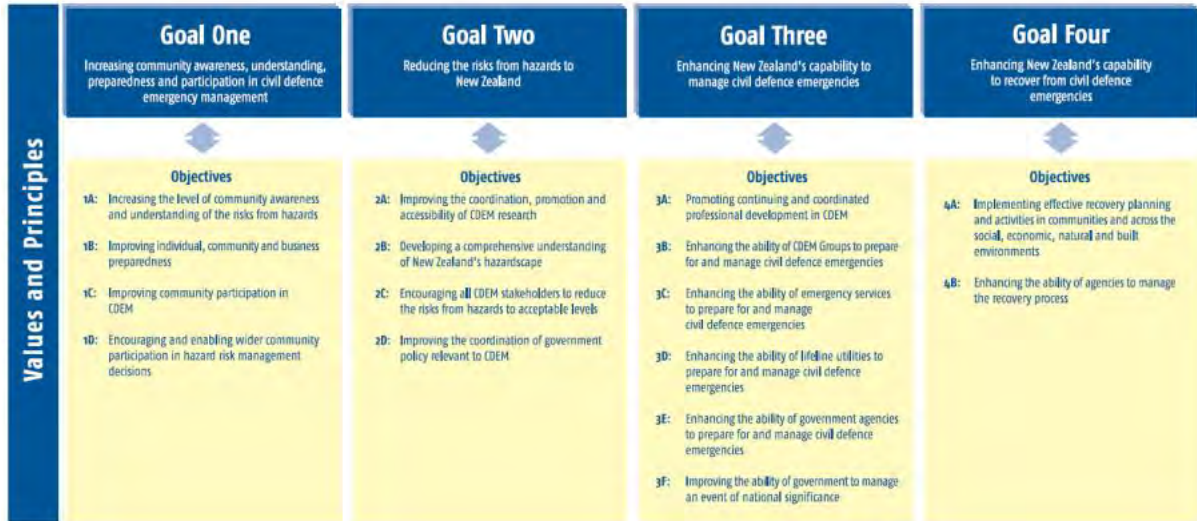 Values and Principles
Goal One
Increasing community awareness, understanding,
preparedness and participation in civil defence
emergency management
Objectives
1A: Increasing the level of community awareness
and understanding of the risks from hazards
1B: Improving individual, community and business
preparedness
1C: Improving community participation in
CDEM
1D: Encouraging and enabling wider community
participation in hazard risk management
decisions
Goal Two
Reducing the risks from hazards to
New Zealand
Objectives
2A: Improving the coordination, promotion and
accessibility of CDEM research
2B: Developing a comprehensive understanding
of New Zealand's hazardscape
2C: Encouraging all CDEM stakeholders to reduce
the risks from hazards to acceptable levels
2D: Improving the coordination of government
policy relevant to CDEM
Goal Three
Enhancing New Zealand's capability to
manage civil defence emergencies
Objectives
3A: Promoting continuing and coordinated
professional development in CDEM
3B: Enhancing the ability of CDEM Groups to prepare
for and manage civil defence emergencies
3C: Enhancing the ability of emergency services
to prepare for and manage
civil defence emergencies
3D: Enhancing the ability of lifeline utilities to
prepare for and manage civil defence
emergencies
3E: Enhancing the ability of government agencies
to prepare for and manage civil defence
emergencies
3F: Improving the ability of government to manage
an event of national significance
Goal Four
Enhancing New Zealand's capability
to recover from civil defence
emergencies
Objectives
4A: Implementing effective recovery planning
and activities in communities and across the
social, economic, natural and built
environments
4B: Enhancing the ability of agencies to manage
the recovery process